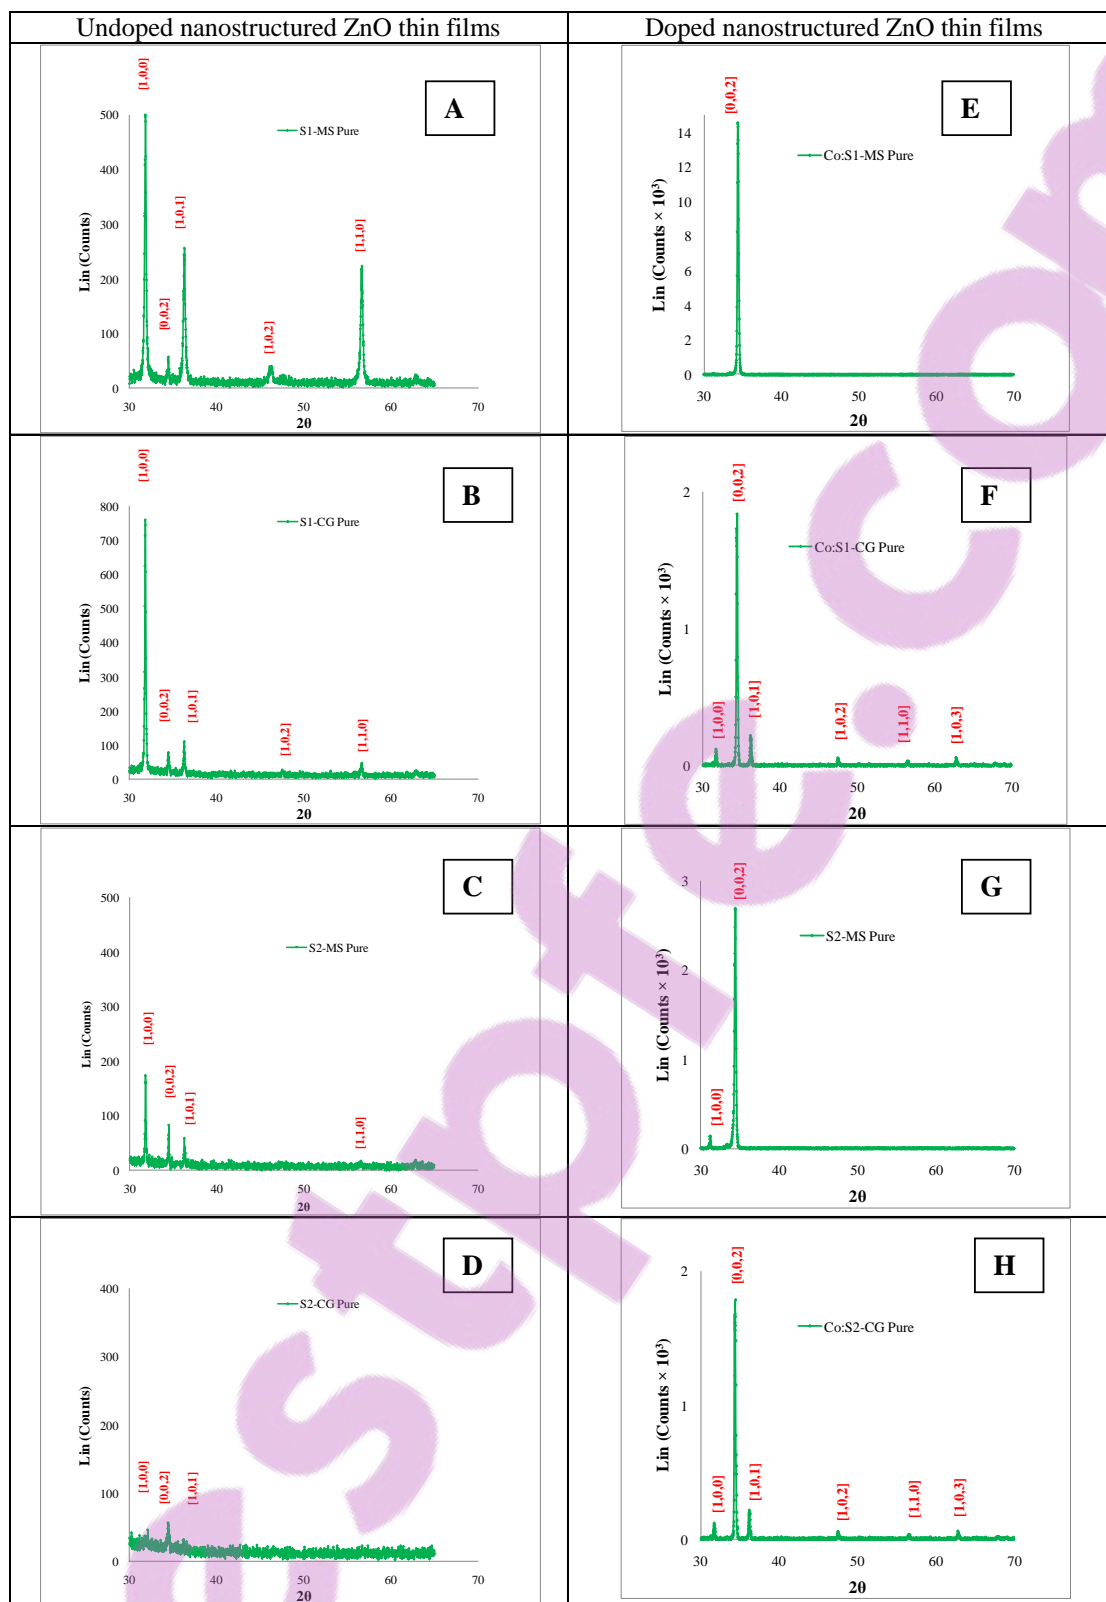 Undoped nanostructured ZnO thin films
Doped nanostructured ZnO thin films
A
[1,0,0]
[0,0,2]
[1,0,1]
[1,0,2]
[1,1,0]
S1-MS Pure
Lin (Counts)
500
400
300
200
100
0
30 40 50 60 70
2θ
E
[0,0,2]
Co:S1-MS Pure
Lin (Counts × 10³)
14
12
10
8
6
4
2
0
30 40 50 60 70
2θ
B
[1,0,0]
[0,0,2]
[1,0,1]
[1,0,2]
[1,1,0]
S1-CG Pure
Lin (Counts)
800
700
600
500
400
300
200
100
0
30 40 50 60 70
2θ
F
[1,0,0]
[0,0,2]
[1,0,1]
[1,0,2]
[1,1,0]
[1,0,3]
Co:S1-CG Pure
Lin (Counts × 10³)
2
1
0
30 40 50 60 70
2θ
C
[1,0,0]
[0,0,2]
[1,0,1]
[1,1,0]
S2-MS Pure
Lin (Counts)
500
400
300
200
100
0
30 40 50 60 70
2θ
G
[1,0,0]
[0,0,2]
S2-MS Pure
Lin (Counts × 10³)
3
2
1
0
30 40 50 60 70
2θ
D
[1,0,0]
[0,0,2]
[1,0,1]
S2-CG Pure
Lin (Counts)
400
300
200
100
0
30 40 50 60 70
2θ
H
[1,0,0]
[0,0,2]
[1,0,1]
[1,0,2]
[1,1,0]
[1,0,3]
Co:S2-CG Pure
Lin (Counts × 10³)
2
1
0
30 40 50 60 70
2θ